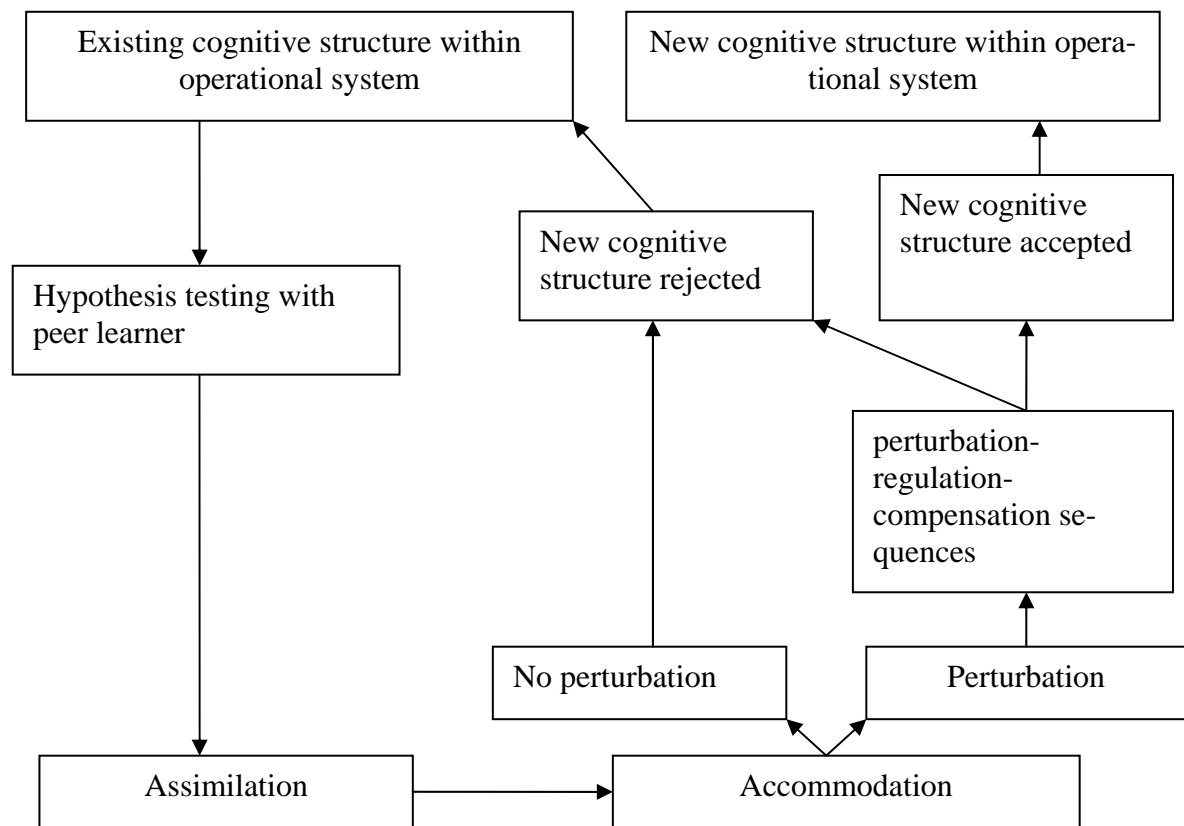 Existing cognitive structure within
operational system
New cognitive structure within opera-
tional system
New cognitive
structure accepted
New cognitive
structure rejected
Hypothesis testing with
peer learner
perturbation-
regulation-
compensation se-
quences
No perturbation
Perturbation
Assimilation
Accommodation